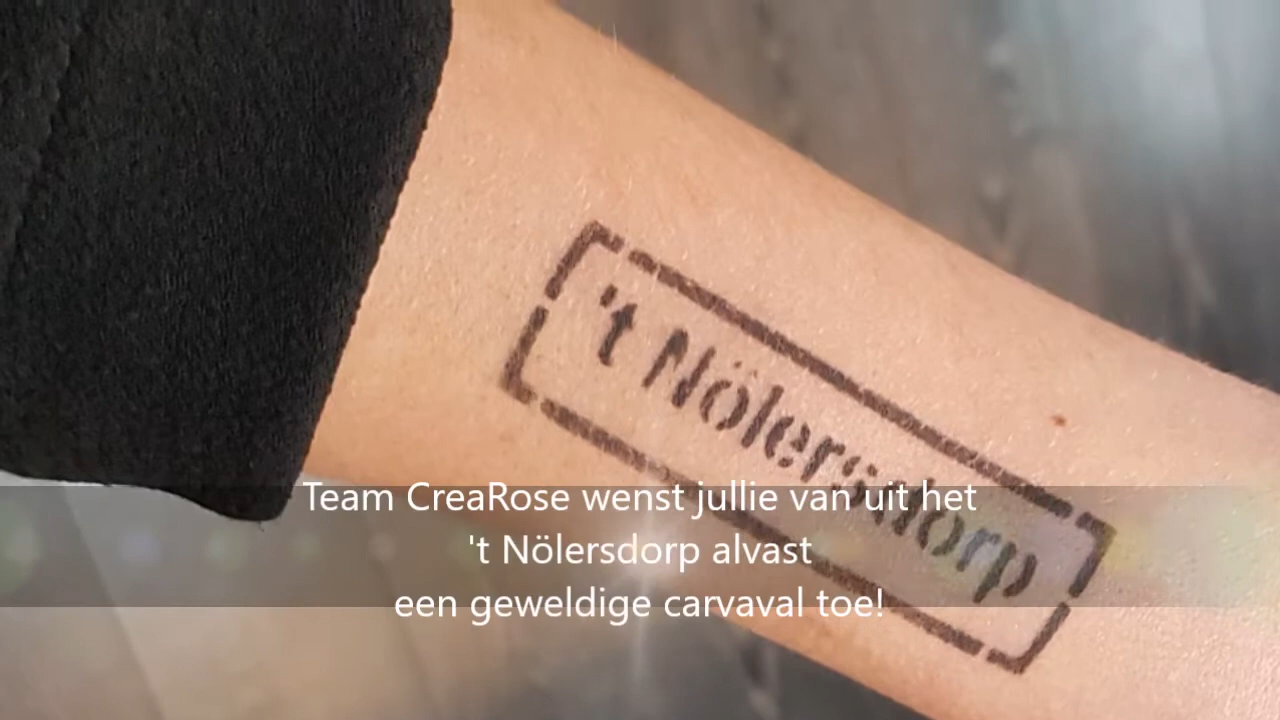 't Nölersdorp
Team CreaRose wenst jullie van uit het
't Nölersdorp alvast
een geweldige carvaval toe!